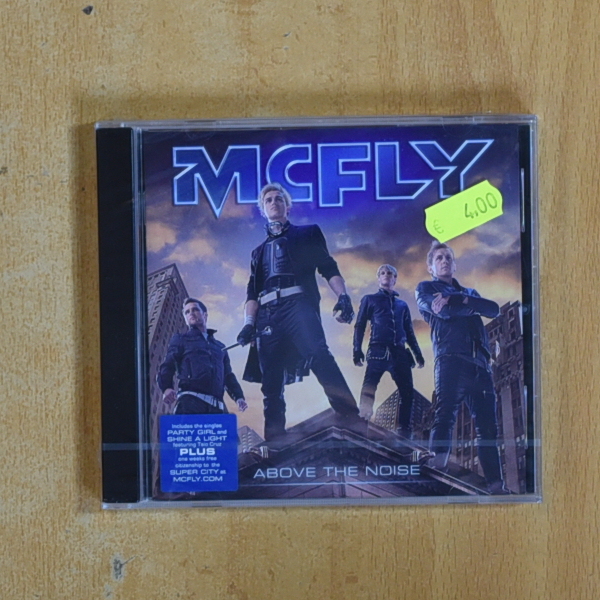 MCFLY
€ 4,00
Includes the singles
PARTY GIRL and
SHINE A LIGHT
featuring Taio Cruz
PLUS
one weeks free
citizenship to the
SUPER CITY at
MCFLY.COM
ABOVE THE NOISE